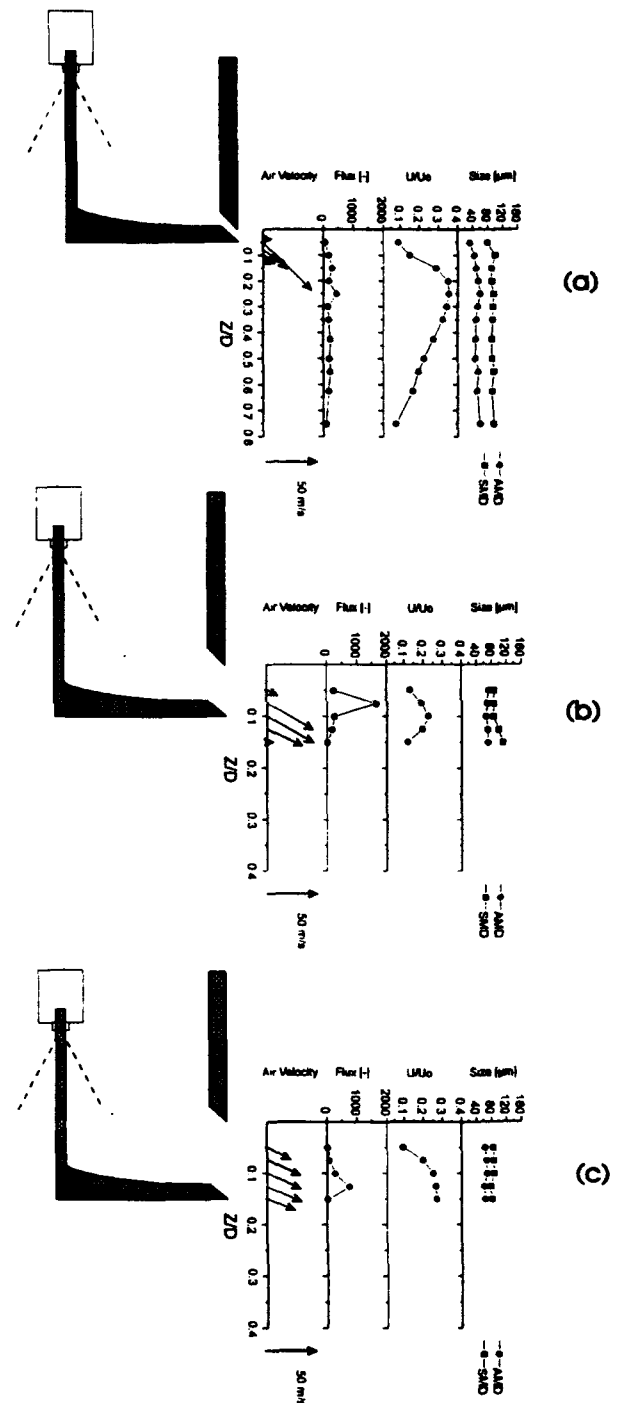 Air Velocity Flux [-] U/Uo Size [μm]
0 1000 2000 0.1 0.2 0.3 0.4 40 80 120 180
0.1
0.2
0.3
0.4
0.5
0.6
0.7
0.8
Z/D
50 m/s
-■- SMD
-●- AMD
(a)
Air Velocity Flux [-] U/Uo Size [μm]
0 1000 2000 0.1 0.2 0.3 0.4 40 80 120 180
0.1
0.2
0.3
0.4
Z/D
50 m/s
-■- SMD
-●- AMD
(b)
Air Velocity Flux [-] U/Uo Size [μm]
0 1000 2000 0.1 0.2 0.3 0.4 40 80 120 180
0.1
0.2
0.3
0.4
Z/D
50 m/s
-■- SMD
-●- AMD
(c)